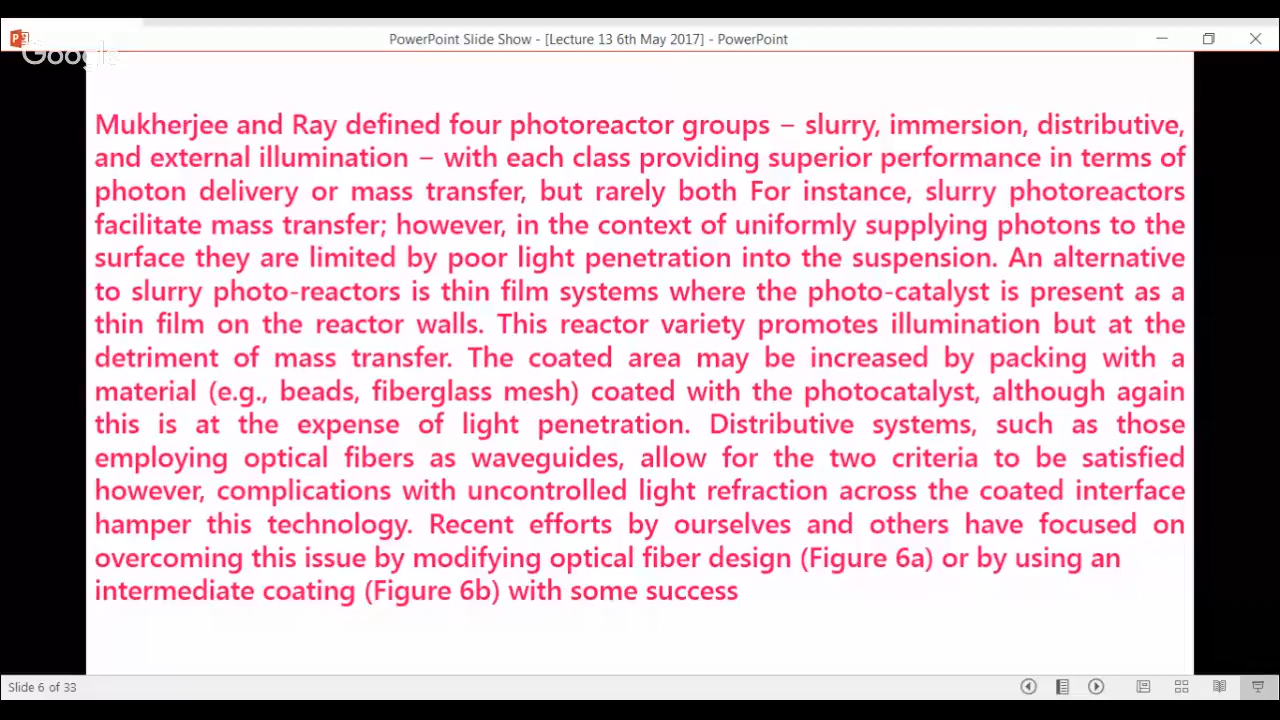 PowerPoint Slide Show - [Lecture 13 6th May 2017] - PowerPoint
Google
Mukherjee and Ray defined four photoreactor groups – slurry, immersion, distributive,
and external illumination – with each class providing superior performance in terms of
photon delivery or mass transfer, but rarely both For instance, slurry photoreactors
facilitate mass transfer; however, in the context of uniformly supplying photons to the
surface they are limited by poor light penetration into the suspension. An alternative
to slurry photo-reactors is thin film systems where the photo-catalyst is present as a
thin film on the reactor walls. This reactor variety promotes illumination but at the
detriment of mass transfer. The coated area may be increased by packing with a
material (e.g., beads, fiberglass mesh) coated with the photocatalyst, although again
this is at the expense of light penetration. Distributive systems, such as those
employing optical fibers as waveguides, allow for the two criteria to be satisfied
however, complications with uncontrolled light refraction across the coated interface
hamper this technology. Recent efforts by ourselves and others have focused on
overcoming this issue by modifying optical fiber design (Figure 6a) or by using an
intermediate coating (Figure 6b) with some success
Slide 6 of 33